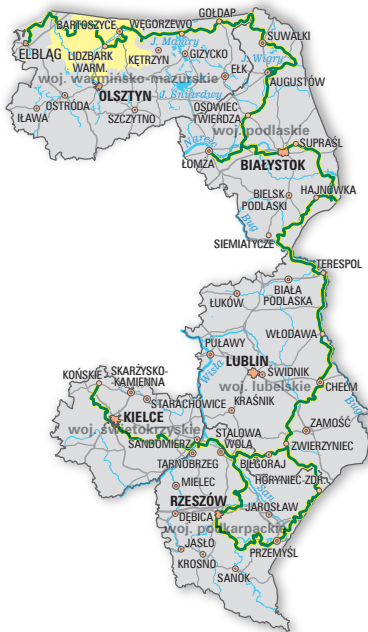 GOŁDAP
BARTOSZYCE
WĘGORZEWO
SUWAŁKI
ELBLĄG
LIDZBARK
WARM.
J. Mamry
GIŻYCKO
J. Wigry
KĘTRZYN
EŁK
woj. warmińsko-mazurskie
AUGUSTÓW
OLSZTYN
J. Śniardwy
OSTRÓDA
OSOWIEC
TWIERDZA
IŁAWA
SZCZYTNO
woj. podlaskie
Narew
SUPRAŚL
ŁOMŻA
BIAŁYSTOK
HAJNÓWKA
BIELSK
PODLASKI
Bug
SIEMIATYCZE
TERESPOL
BIAŁA
PODLASKA
ŁUKÓW
WŁODAWA
PUŁAWY
LUBLIN
Wisła
ŚWIDNIK
KOŃSKIE
SKARŻYSKO-
KAMIENNA
woj. lubelskie
CHEŁM
Bug
STARACHOWICE
KRAŚNIK
KIELCE
ZAMOŚĆ
woj. świętokrzyskie
STALOWA
WOLA
ZWIERZYNIEC
SANDOMIERZ
TARNOBRZEG
BIŁGORAJ
HORYNIEC-ZDR.
MIELEC
San
RZESZÓW
JAROSŁAW
DĘBICA
woj. podkarpackie
JASŁO
PRZEMYŚL
KROSNO
SANOK